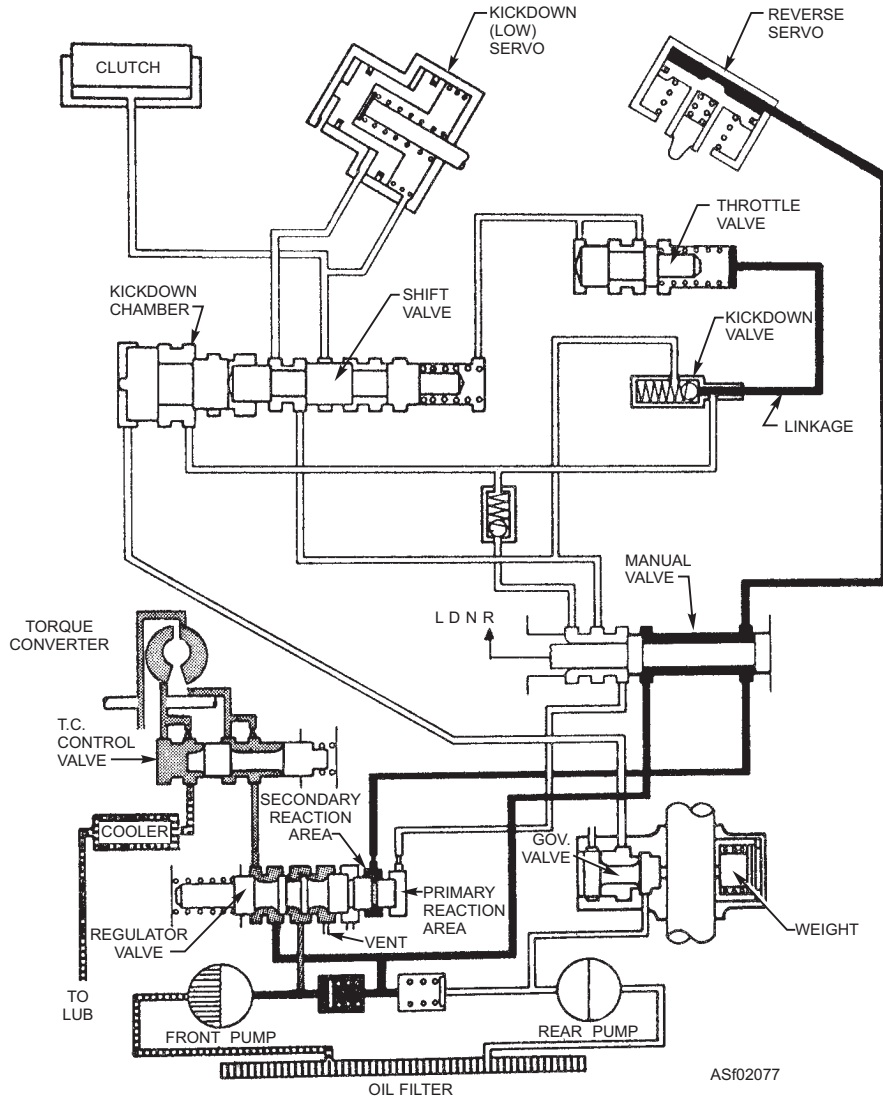 KICKDOWN
(LOW)
SERVO
REVERSE
SERVO
CLUTCH
THROTTLE
VALVE
KICKDOWN
CHAMBER
SHIFT
VALVE
KICKDOWN
VALVE
LINKAGE
MANUAL
VALVE
L D N R
TORQUE
CONVERTER
T.C.
CONTROL
VALVE
SECONDARY
REACTION
AREA
COOLER
GOV.
VALVE
PRIMARY
REACTION
AREA
WEIGHT
REGULATOR
VALVE
VENT
TO
LUB
FRONT PUMP
REAR PUMP
OIL FILTER
ASf02077